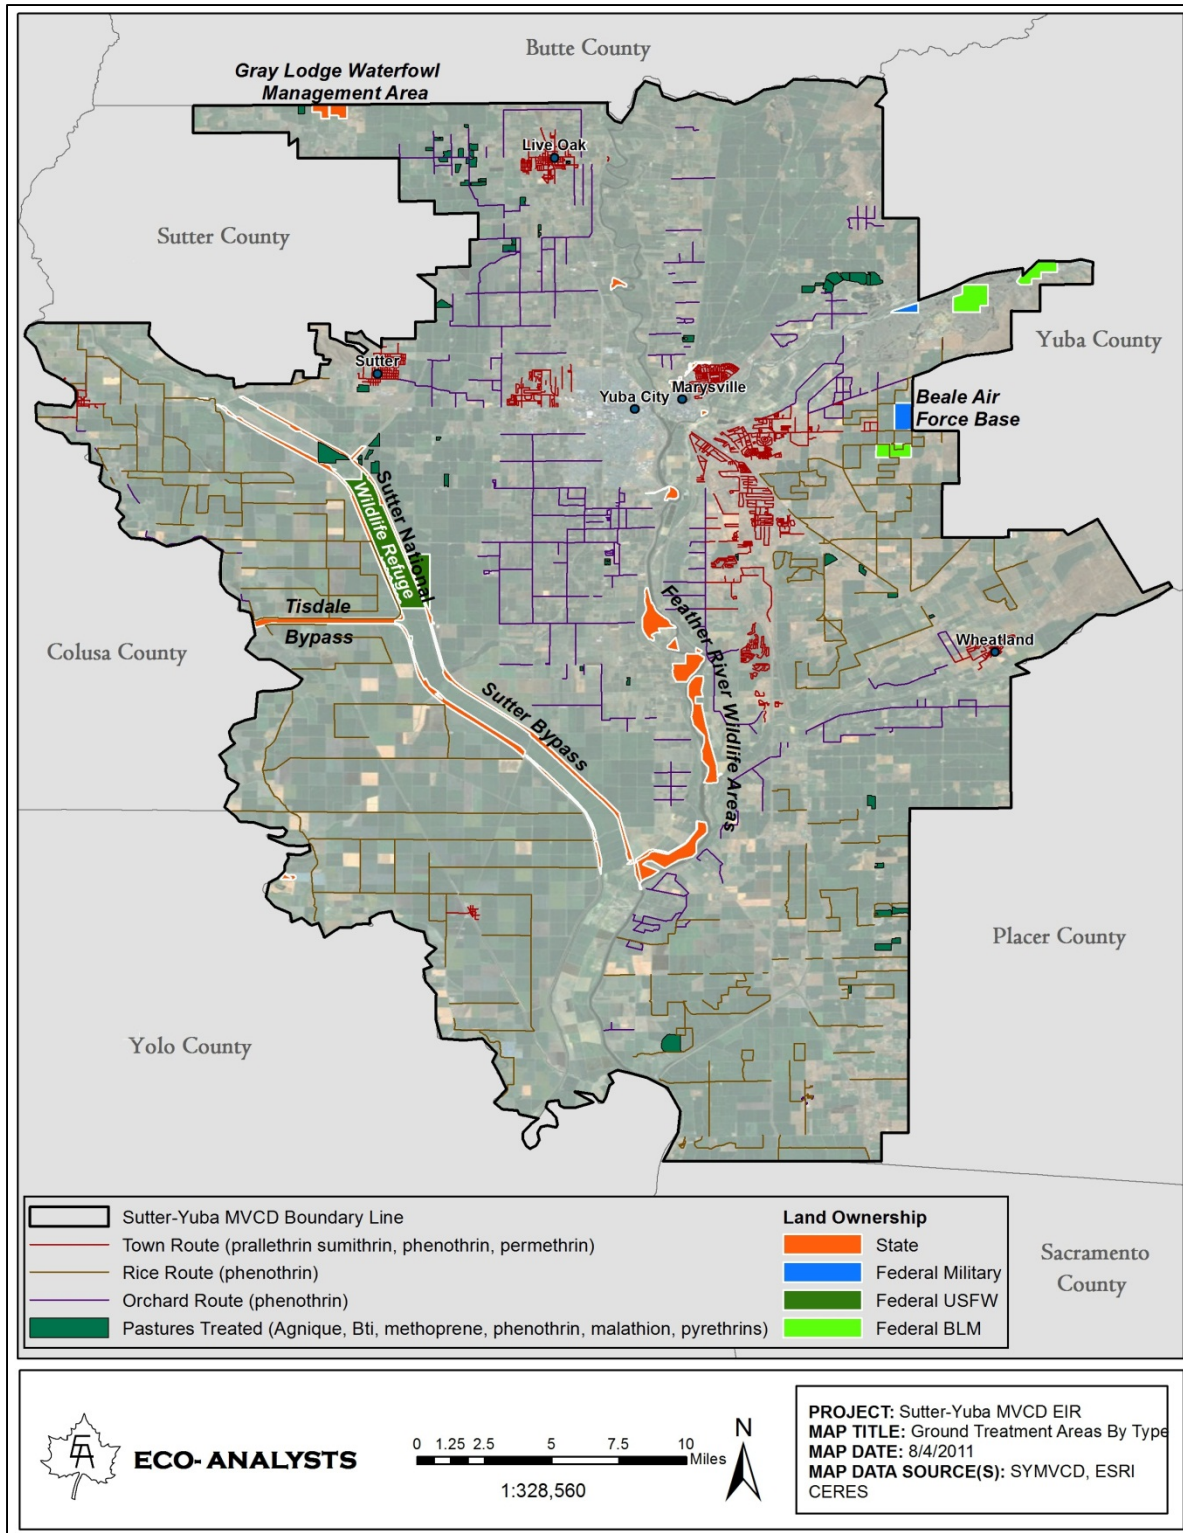 Butte County
Gray Lodge Waterfowl
Management Area
Live Oak
Sutter County
Yuba County
Sutter
Yuba City
Marysville
Beale Air
Force Base
Sutter National
Wildlife Refuge
Tisdale
Bypass
Colusa County
Feather River Wildlife Areas
Wheatland
Sutter Bypass
Placer County
Yolo County
Sacramento
County
Sutter-Yuba MVCD Boundary Line
Town Route (prallethrin sumithrin, phenothrin, permethrin)
Rice Route (phenothrin)
Orchard Route (phenothrin)
Pastures Treated (Agnique, Bti, methoprene, phenothrin, malathion, pyrethrins)
Land Ownership
State
Federal Military
Federal USFW
Federal BLM
EA
ECO-ANALYSTS
0 1.25 2.5 5 7.5 10
Miles
1:328,560
N
PROJECT: Sutter-Yuba MVCD EIR
MAP TITLE: Ground Treatment Areas By Type
MAP DATE: 8/4/2011
MAP DATA SOURCE(S): SYMVCD, ESRI
CERES